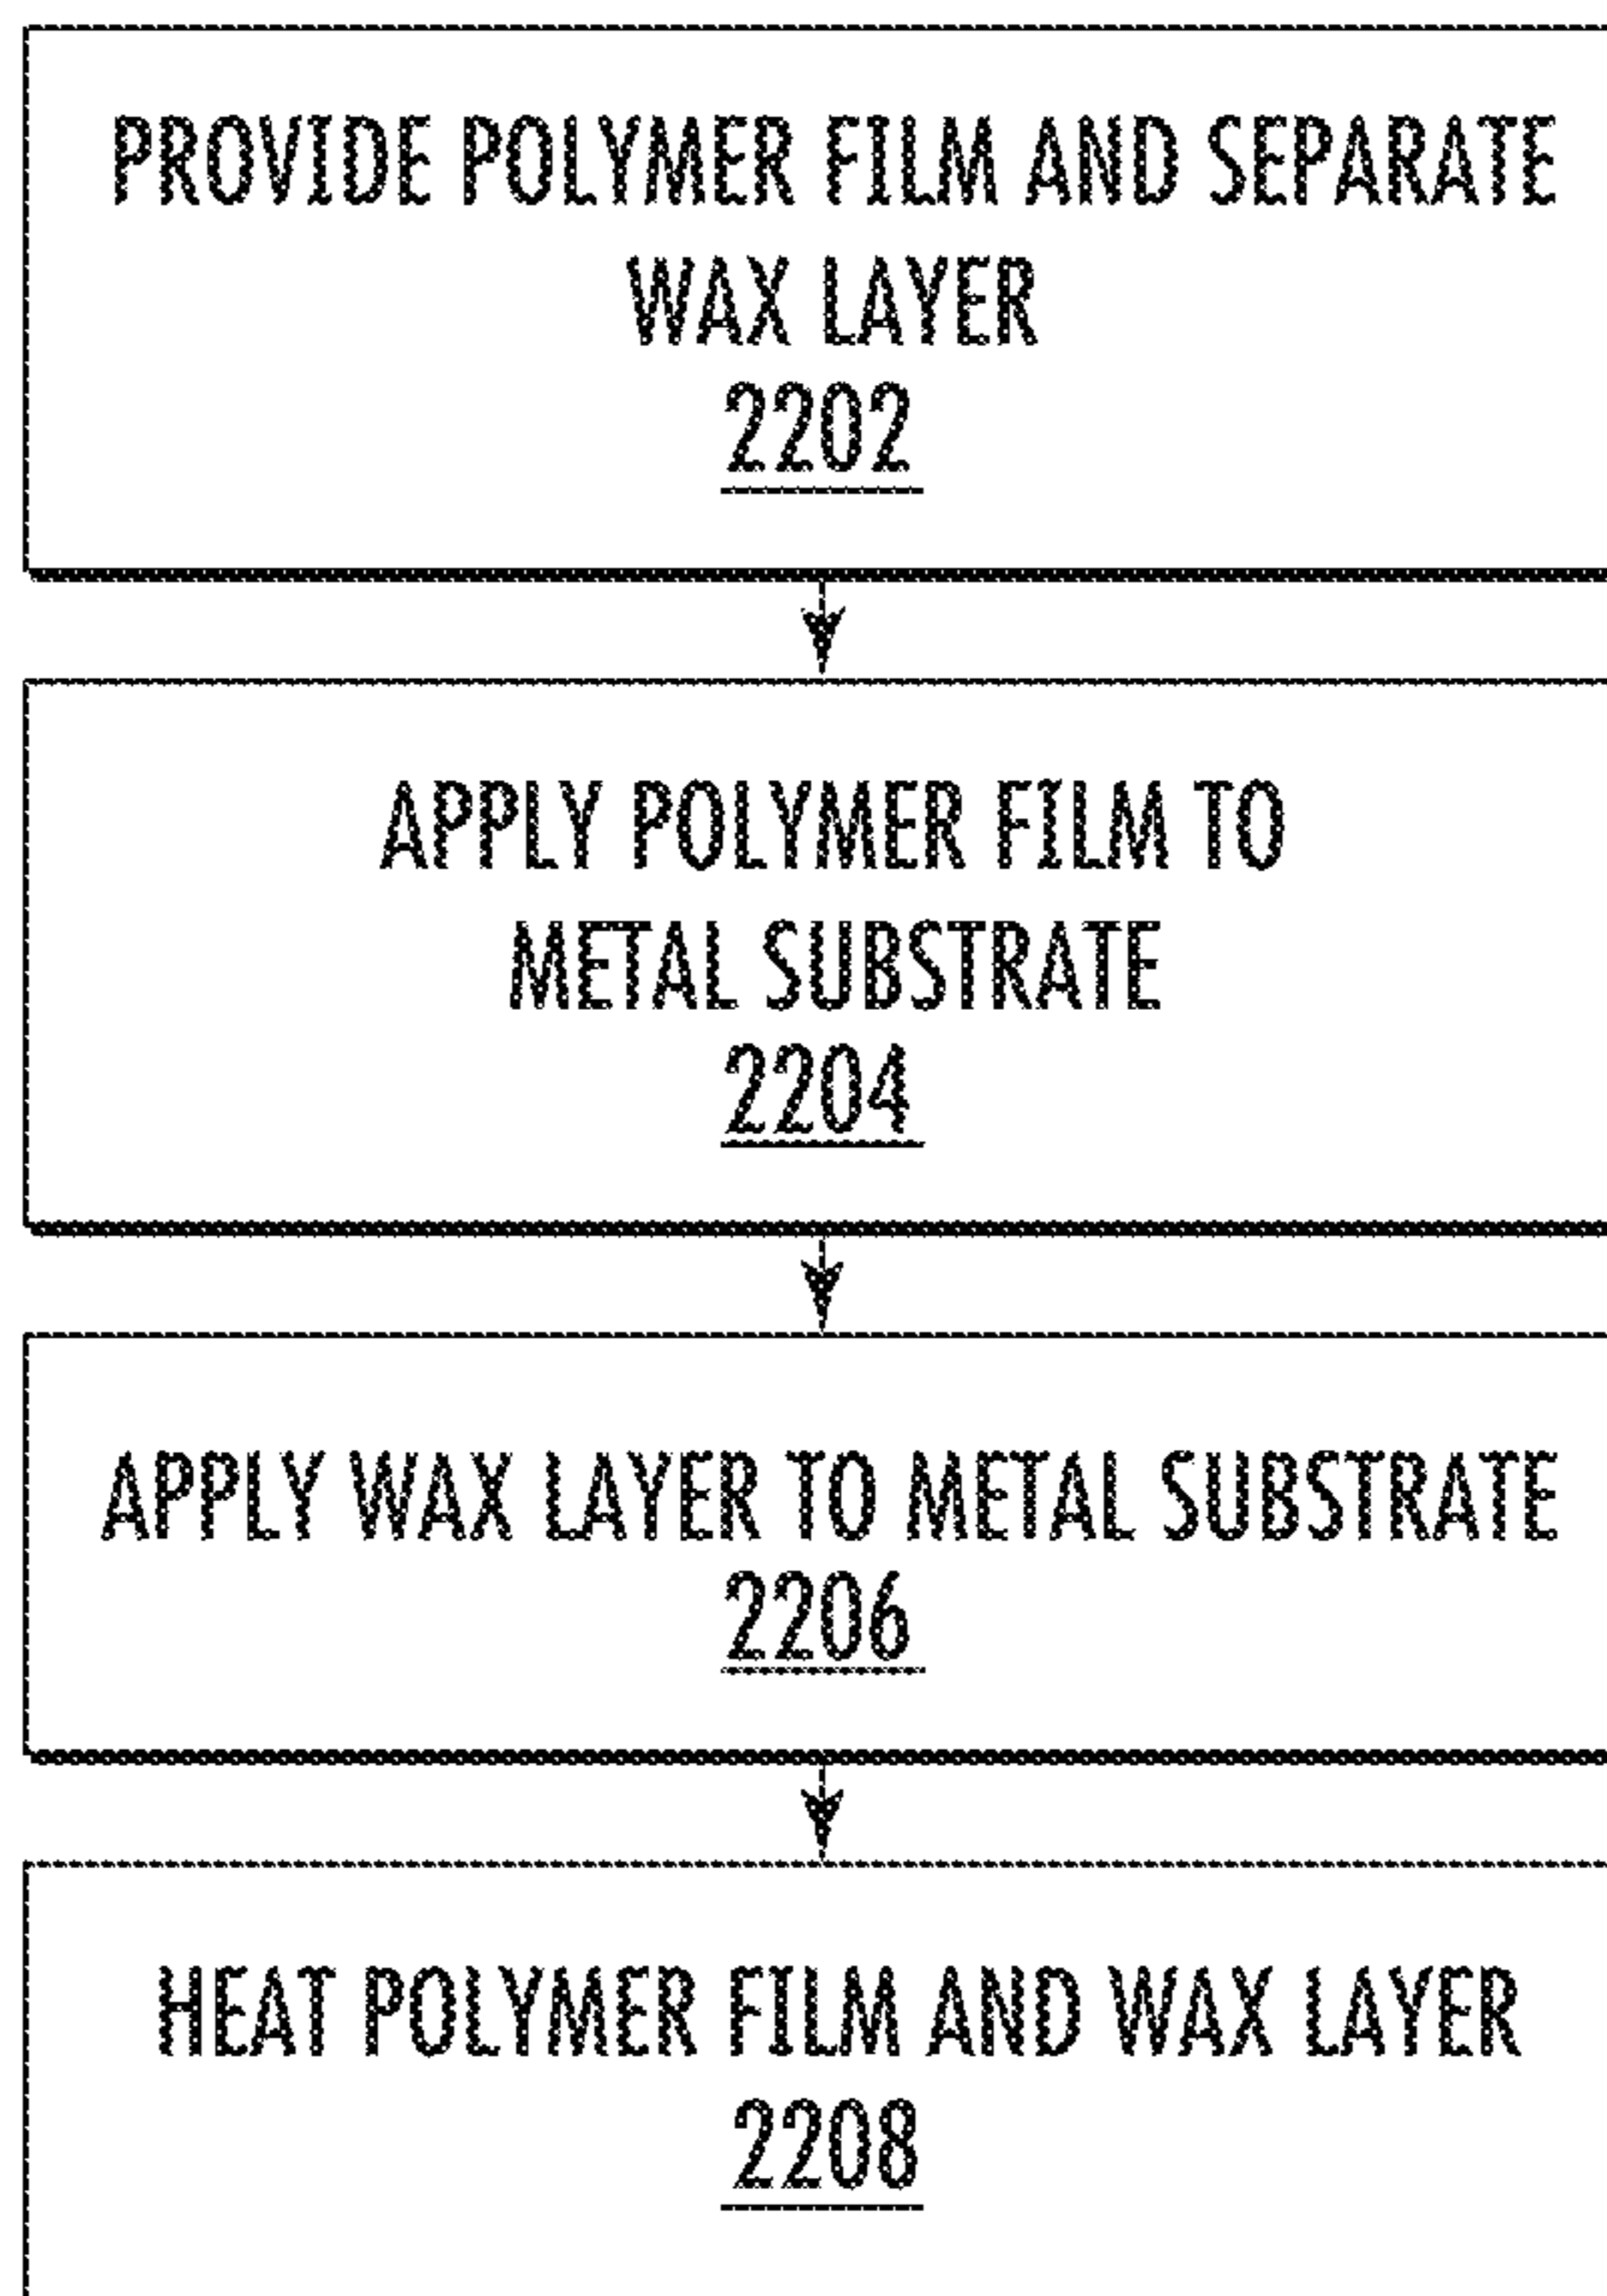 PROVIDE POLYMER FILM AND SEPARATE
WAX LAYER
2202
APPLY POLYMER FILM TO
METAL SUBSTRATE
2204
APPLY WAX LAYER TO METAL SUBSTRATE
2206
HEAT POLYMER FILM AND WAX LAYER
2208